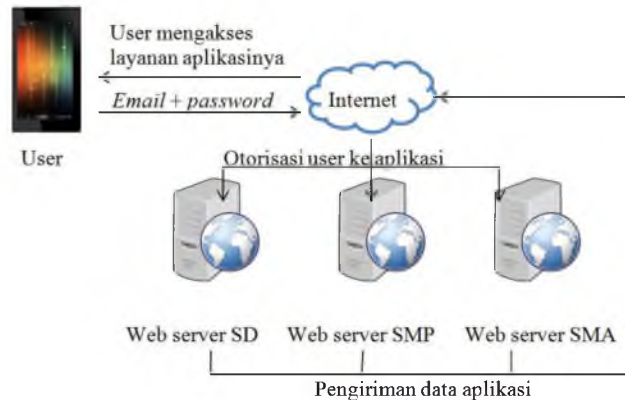 User mengakses
layanan aplikasinya
Email + password
Internet
User
Otorisasi user ke aplikasi
Web server SD
Web server SMP
Web server SMA
Pengiriman data aplikasi